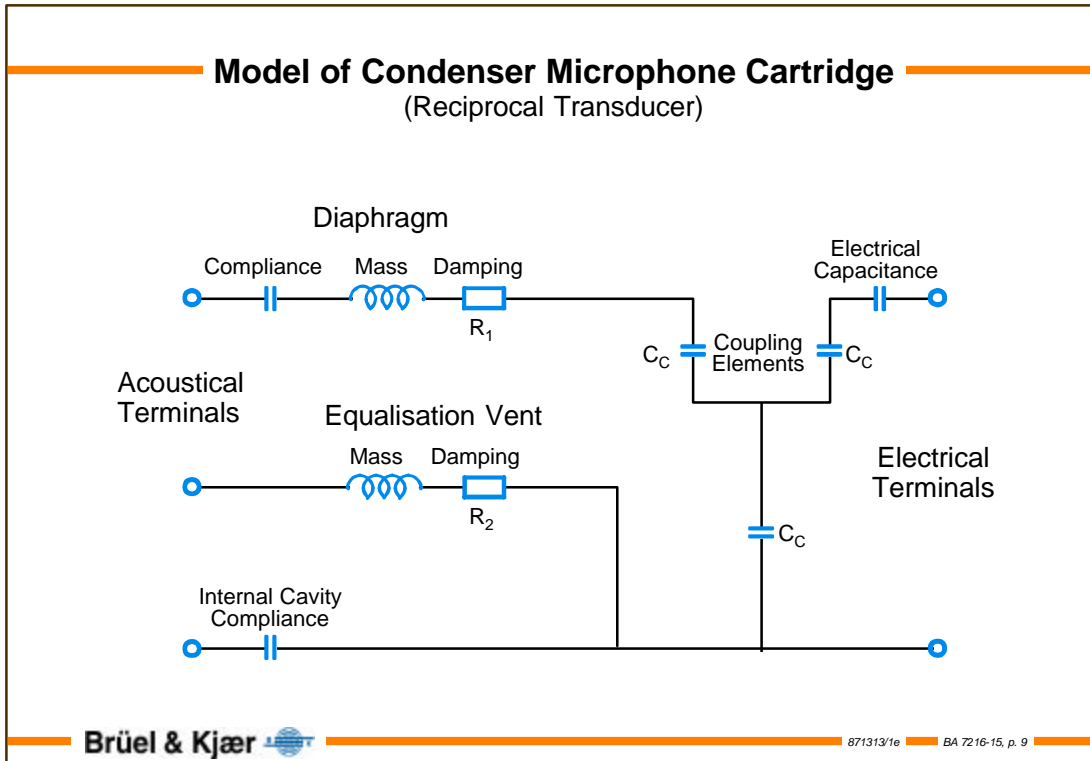 Model of Condenser Microphone Cartridge
(Reciprocal Transducer)
Diaphragm
Compliance
Mass
Damping
R1
Electrical
Capacitance
CC
Coupling
Elements
CC
Acoustical
Terminals
Equalisation Vent
Mass
Damping
R2
Electrical
Terminals
CC
Internal Cavity
Compliance
Brüel & Kjær
871313/1e
BA 7216-15, p. 9